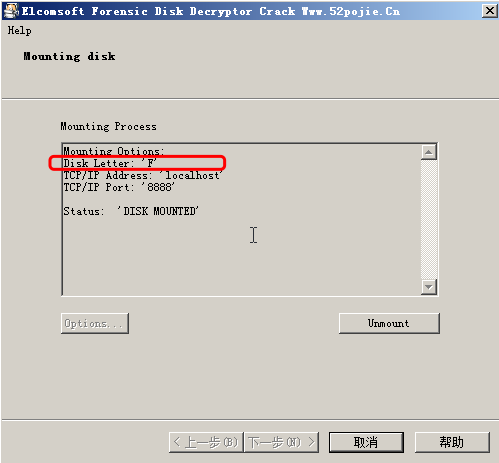 Elcomsoft Forensic Disk Decryptor Crack Www.52pojie.Cn
Help
Mounting disk
Mounting Process
Mounting Options:
Disk Letter: 'F'
TCP/IP Address: 'localhost'
TCP/IP Port: '8888'
Status: 'DISK MOUNTED'
Options...
Unmount
< 上一步(B)
下一步(N) >
取消
帮助